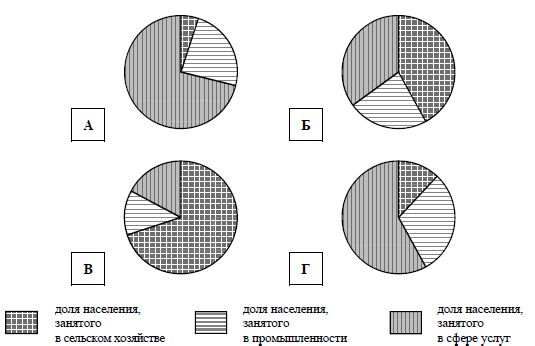 А
Б
В
Г
доля населения,
занятого
в сельском хозяйстве
доля населения,
занятого
в промышленности
доля населения,
занятого
в сфере услуг